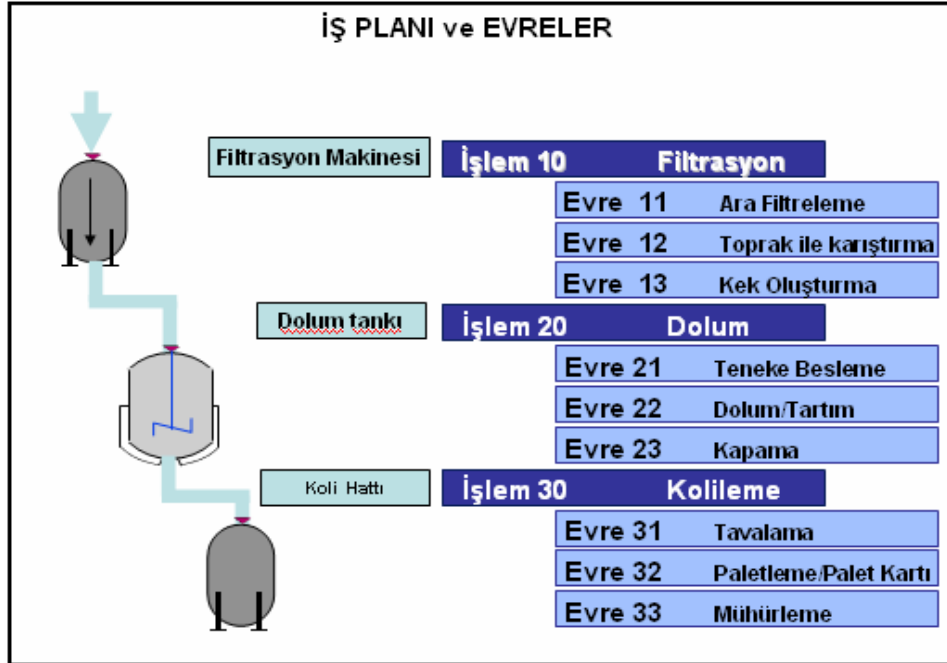 İŞ PLANI ve EVRELER
Filtrasyon Makinesi
İşlem 10 Filtrasyon
Evre 11 Ara Filtreleme
Evre 12 Toprak ile karıştırma
Evre 13 Kek Oluşturma
Dolum tankı
İşlem 20 Dolum
Evre 21 Teneke Besleme
Evre 22 Dolum/Tartım
Evre 23 Kapama
Koli Hattı
İşlem 30 Kolileme
Evre 31 Tavalama
Evre 32 Paletleme/Palet Kartı
Evre 33 Mühürleme